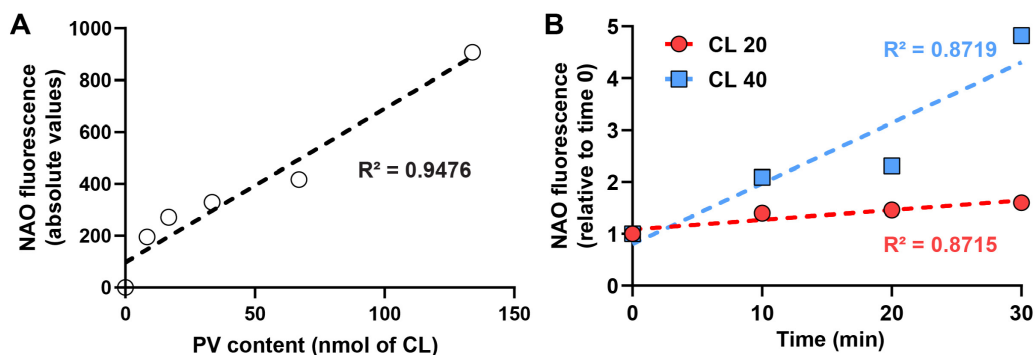 A
NAO fluorescence
(absolute values)
1000
800
600
400
200
0
0
50
100
150
PV content (nmol of CL)
R² = 0.9476
B
NAO fluorescence
(relative to time 0)
5
4
3
2
1
0
0
10
20
30
Time (min)
CL 20
CL 40
R² = 0.8719
R² = 0.8715